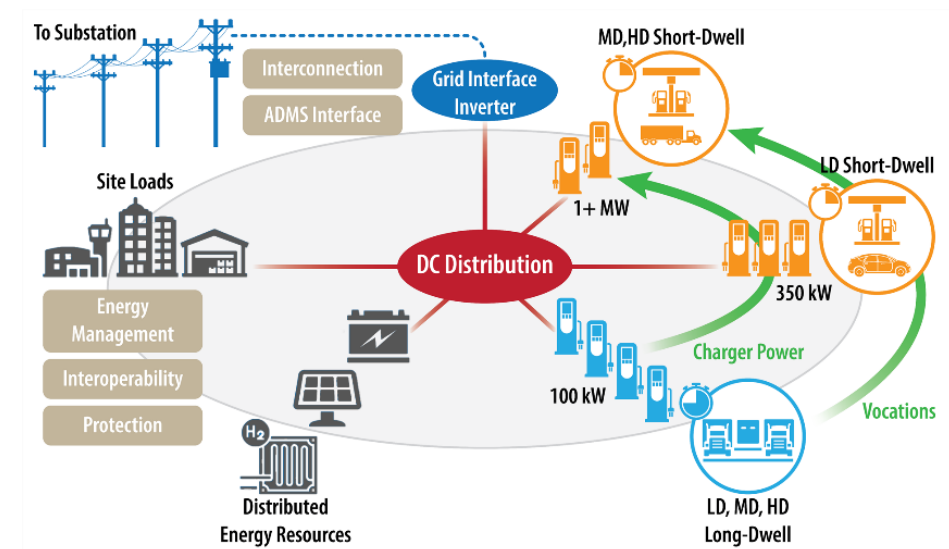 To Substation
Interconnection
ADMS Interface
Grid Interface
Inverter
MD,HD Short-Dwell
LD Short-Dwell
1+ MW
Site Loads
DC Distribution
350 kW
Energy
Management
Interoperability
Protection
100 kW
Charger Power
Vocations
H2
Distributed
Energy Resources
LD, MD, HD
Long-Dwell